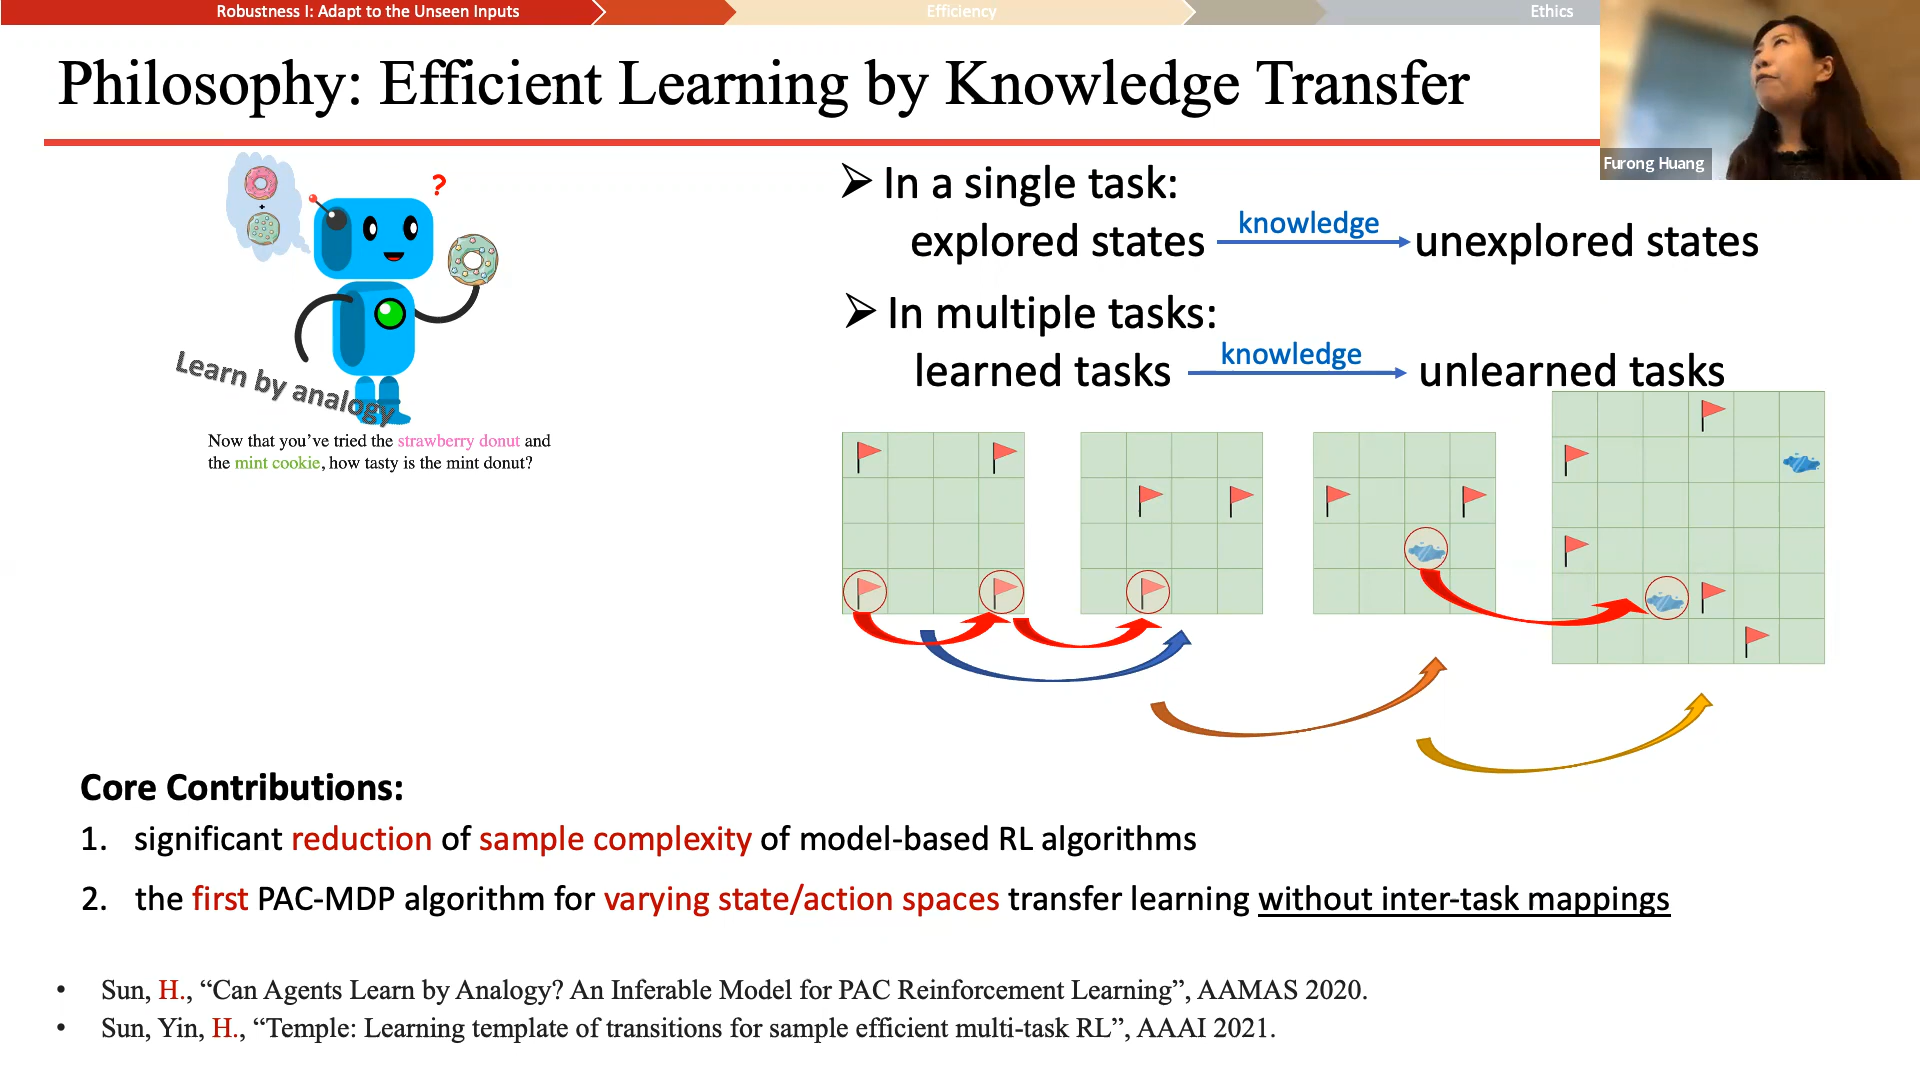 Robustness I: Adapt to the Unseen Inputs
Efficiency
Ethics
Philosophy: Efficient Learning by Knowledge Transfer
Furong Huang
?
+
Learn by analogy
Now that you've tried the strawberry donut and
the mint cookie, how tasty is the mint donut?
➢ In a single task:
knowledge
explored states unexplored states
➢ In multiple tasks:
knowledge
learned tasks unlearned tasks
Core Contributions:
1. significant reduction of sample complexity of model-based RL algorithms
2. the first PAC-MDP algorithm for varying state/action spaces transfer learning without inter-task mappings
• Sun, H., “Can Agents Learn by Analogy? An Inferable Model for PAC Reinforcement Learning”, AAMAS 2020.
• Sun, Yin, H., “Temple: Learning template of transitions for sample efficient multi-task RL”, AAAI 2021.